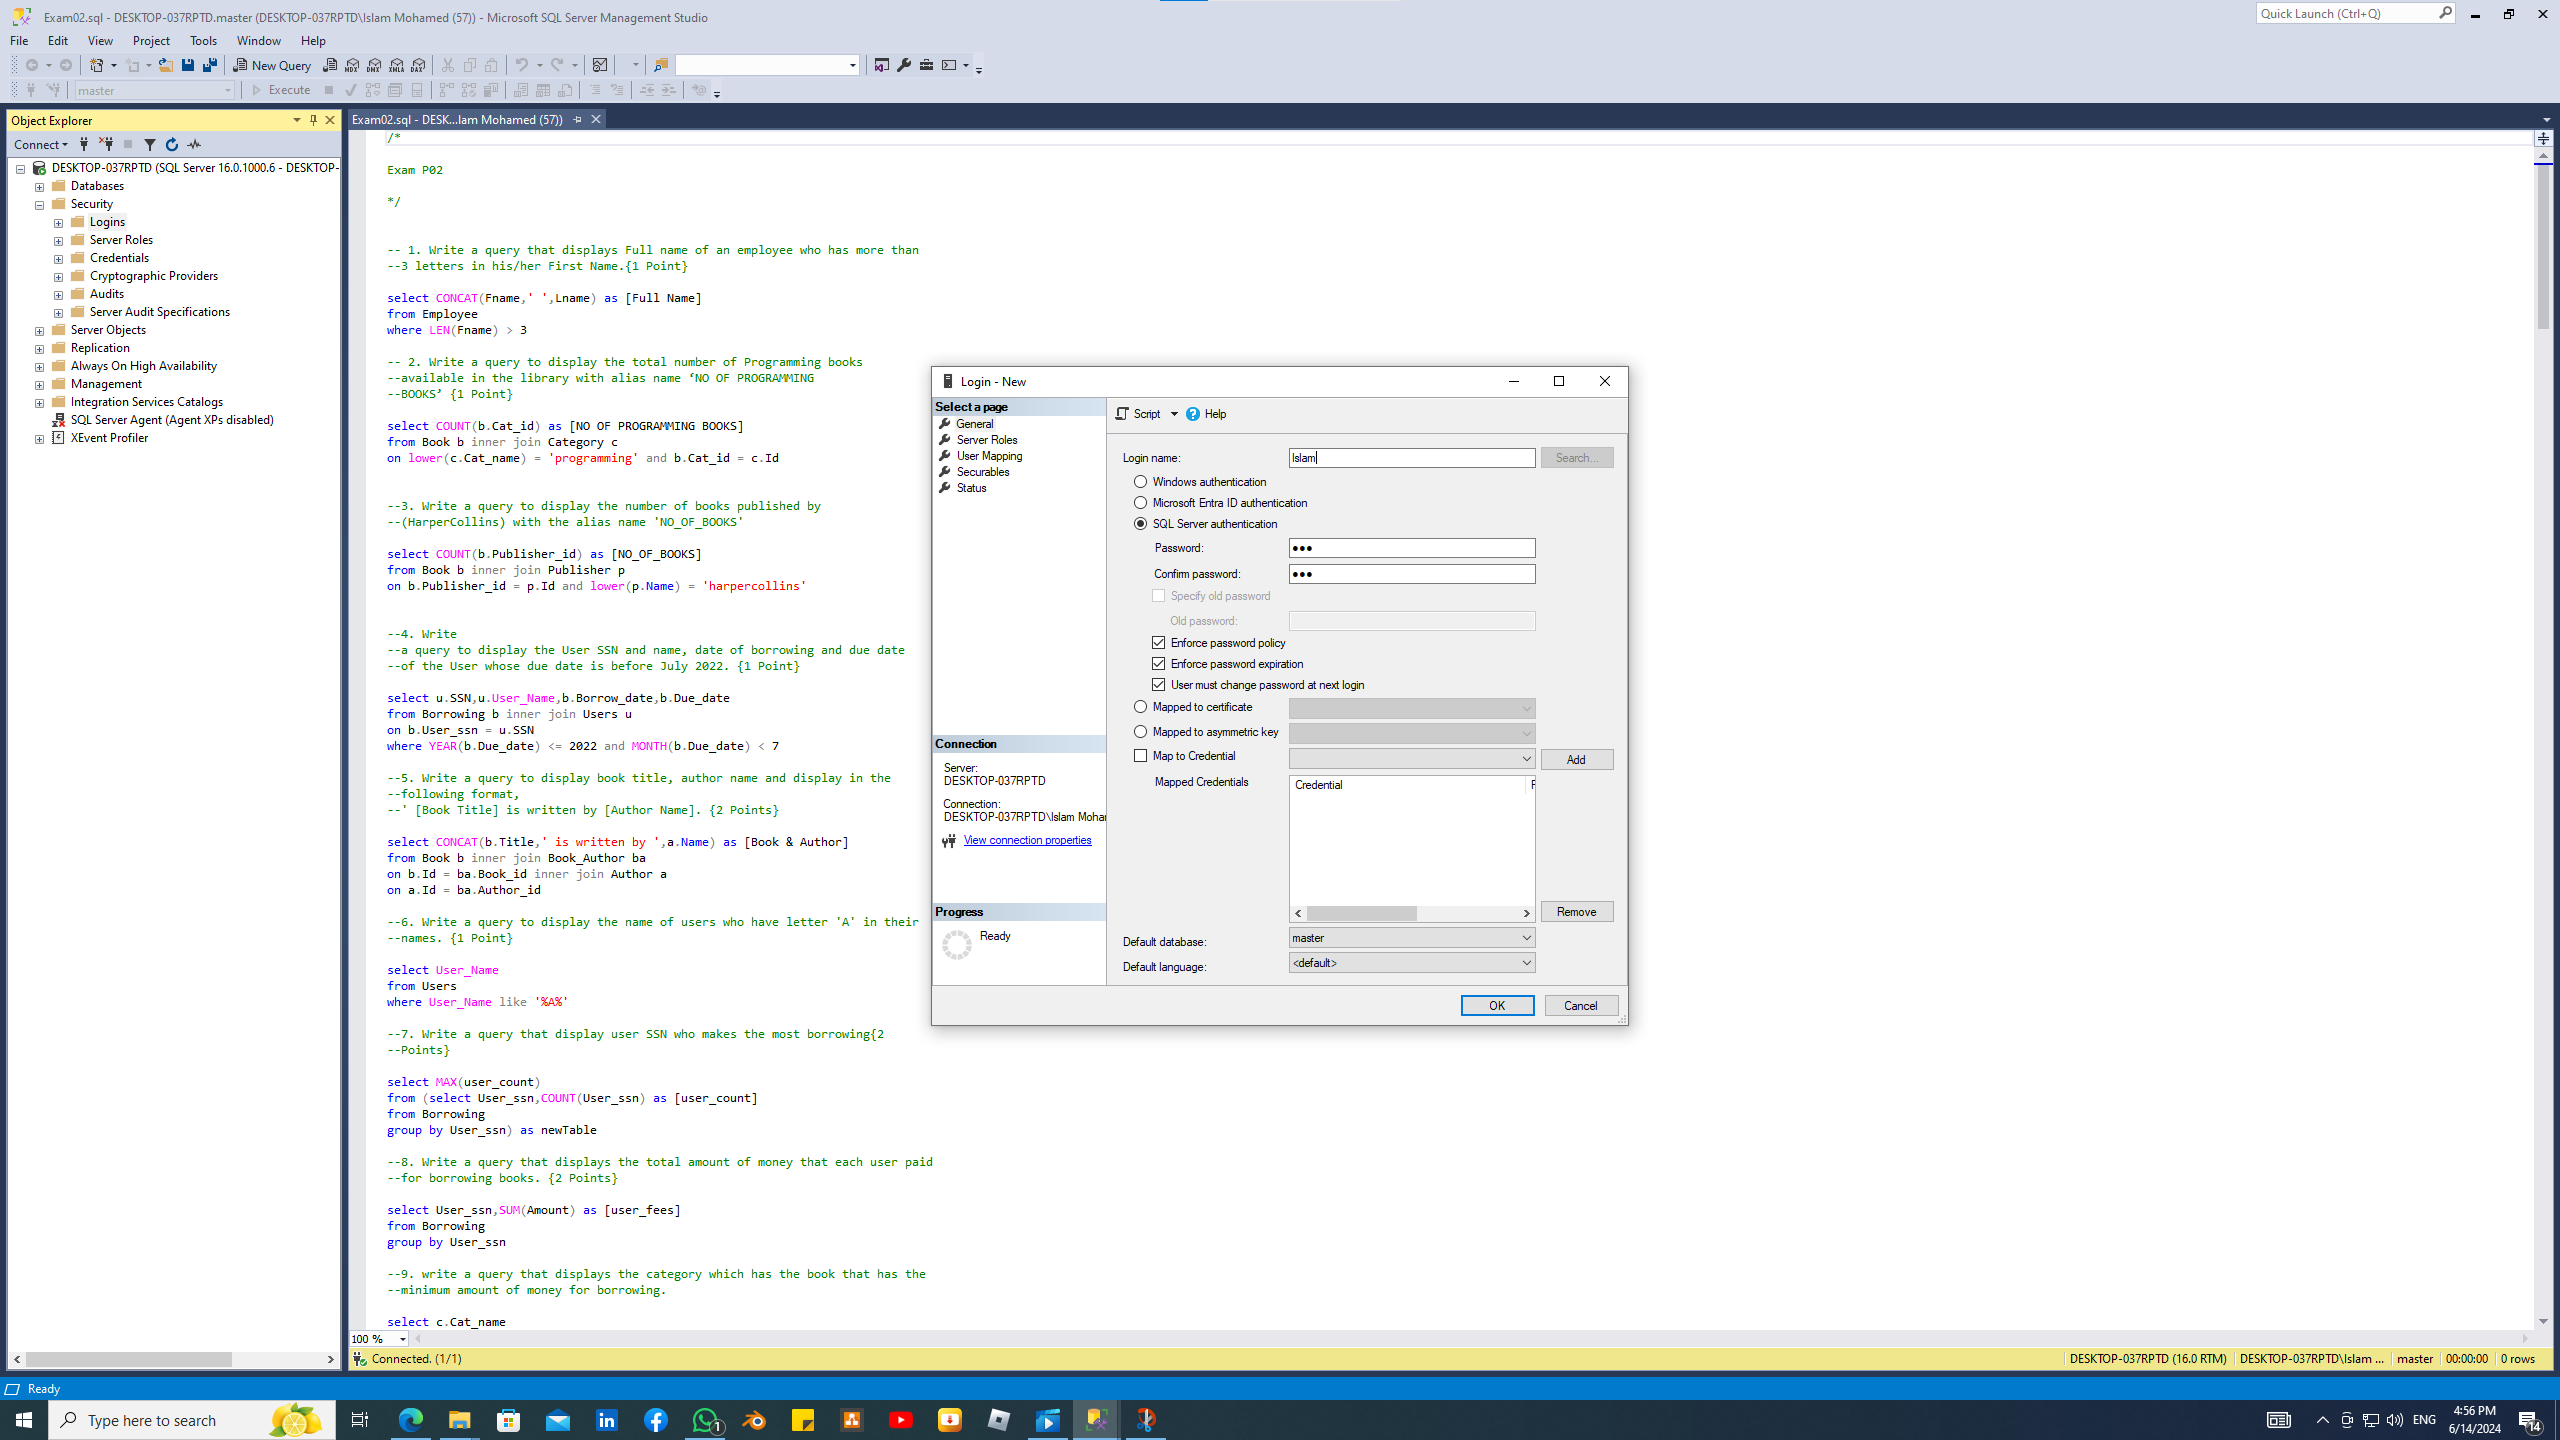 Exam02.sql - DESKTOP-037RPTD.master (DESKTOP-037RPTD\Islam Mohamed (57)) - Microsoft SQL Server Management Studio
Quick Launch (Ctrl+Q)
File Edit View Project Tools Window Help
New Query
MDX DMX XMLA DAX
master
Execute
Object Explorer
Exam02.sql - DESK...lam Mohamed (57))
Connect
DESKTOP-037RPTD (SQL Server 16.0.1000.6 - DESKTOP-
Databases
Security
Logins
Server Roles
Credentials
Cryptographic Providers
Audits
Server Audit Specifications
Server Objects
Replication
Always On High Availability
Management
Integration Services Catalogs
SQL Server Agent (Agent XPs disabled)
XEvent Profiler
/*
Exam P02
*/
-- 1. Write a query that displays Full name of an employee who has more than
--3 letters in his/her First Name.{1 Point}
select CONCAT(Fname,' ',Lname) as [Full Name]
from Employee
where LEN(Fname) > 3
-- 2. Write a query to display the total number of Programming books
--available in the library with alias name ‘NO OF PROGRAMMING
--BOOKS’ {1 Point}
select COUNT(b.Cat_id) as [NO OF PROGRAMMING BOOKS]
from Book b inner join Category c
on lower(c.Cat_name) = 'programming' and b.Cat_id = c.Id
--3. Write a query to display the number of books published by
--(HarperCollins) with the alias name 'NO_OF_BOOKS'
select COUNT(b.Publisher_id) as [NO_OF_BOOKS]
from Book b inner join Publisher p
on b.Publisher_id = p.Id and lower(p.Name) = 'harpercollins'
--4. Write
--a query to display the User SSN and name, date of borrowing and due date
--of the User whose due date is before July 2022. {1 Point}
select u.SSN,u.User_Name,b.Borrow_date,b.Due_date
from Borrowing b inner join Users u
on b.User_ssn = u.SSN
where YEAR(b.Due_date) <= 2022 and MONTH(b.Due_date) < 7
--5. Write a query to display book title, author name and display in the
--following format,
--' [Book Title] is written by [Author Name]. {2 Points}
select CONCAT(b.Title,' is written by ',a.Name) as [Book & Author]
from Book b inner join Book_Author ba
on b.Id = ba.Book_id inner join Author a
on a.Id = ba.Author_id
--6. Write a query to display the name of users who have letter 'A' in their
--names. {1 Point}
select User_Name
from Users
where User_Name like '%A%'
--7. Write a query that display user SSN who makes the most borrowing{2
--Points}
select MAX(user_count)
from (select User_ssn,COUNT(User_ssn) as [user_count]
from Borrowing
group by User_ssn) as newTable
--8. Write a query that displays the total amount of money that each user paid
--for borrowing books. {2 Points}
select User_ssn,SUM(Amount) as [user_fees]
from Borrowing
group by User_ssn
--9. write a query that displays the category which has the book that has the
--minimum amount of money for borrowing.
select c.Cat_name
Login - New
Select a page
General
Server Roles
User Mapping
Securables
Status
Connection
Server:
DESKTOP-037RPTD
Connection:
DESKTOP-037RPTD\Islam Mohar
View connection properties
Progress
Ready
Script Help
Login name: Islam Search...
Windows authentication
Microsoft Entra ID authentication
SQL Server authentication
Password: ●●●
Confirm password: ●●●
Specify old password
Old password:
Enforce password policy
Enforce password expiration
User must change password at next login
Mapped to certificate
Mapped to asymmetric key
Map to Credential Add
Mapped Credentials
Credential
Remove
Default database: master
Default language: <default>
OK Cancel
100 %
Connected. (1/1)
DESKTOP-037RPTD (16.0 RTM) DESKTOP-037RPTD\Islam ... master 00:00:00 0 rows
Ready
Type here to search
1
ENG
4:56 PM
6/14/2024
14